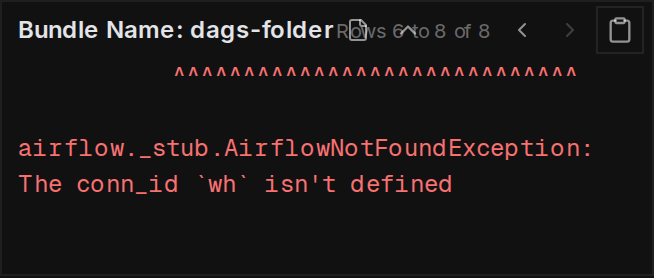 Bundle Name: dags-folder Rows 6 to 8 of 8
^^^^^^^^^^^^^^^^^^^^^^^^^^^^^
airflow._stub.AirflowNotFoundException:
The conn_id `wh` isn't defined